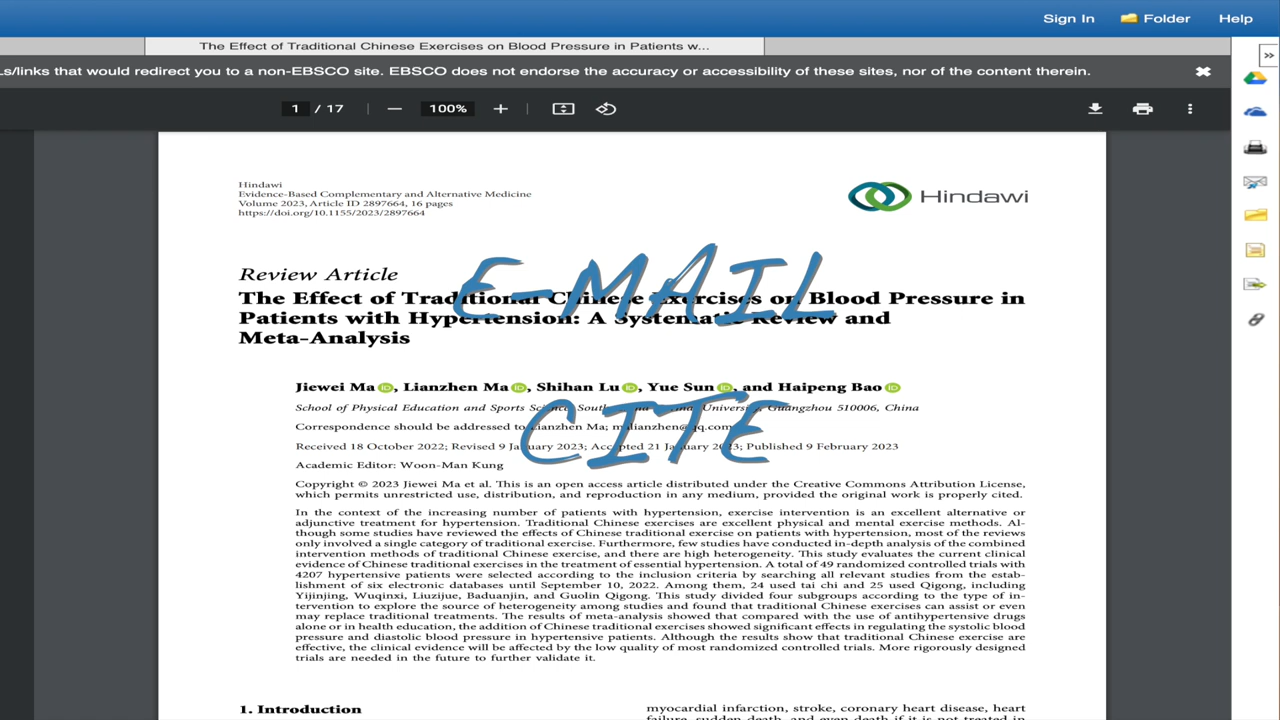 Sign In Folder Help
The Effect of Traditional Chinese Exercises on Blood Pressure in Patients w...
s/links that would redirect you to a non-EBSCO site. EBSCO does not endorse the accuracy or accessibility of these sites, nor of the content therein.
1 / 17 100%
Hindawi
Evidence-Based Complementary and Alternative Medicine
Volume 2023, Article ID 2897664, 16 pages
https://doi.org/10.1155/2023/2897664
Hindawi
Review Article
E-MAIL
The Effect of Traditional Chinese Exercises on Blood Pressure in
Patients with Hypertension: A Systematic Review and
Meta-Analysis
Jiewei Ma, Lianzhen Ma, Shihan Lu, Yue Sun, and Haipeng Bao
CITE
School of Physical Education and Sports Science, South University, Guangzhou 510006, China
Correspondence should be addressed to Lianzhen Ma; malianzhen@qq.com
Received 18 October 2022; Revised 9 January 2023; Accepted 21 January 2023; Published 9 February 2023
Academic Editor: Woon-Man Kung
Copyright © 2023 Jiewei Ma et al. This is an open access article distributed under the Creative Commons Attribution License,
which permits unrestricted use, distribution, and reproduction in any medium, provided the original work is properly cited.
In the context of the increasing number of patients with hypertension, exercise intervention is an excellent alternative or
adjunctive treatment for hypertension. Traditional Chinese exercises are excellent physical and mental exercise methods. Al-
though some studies have reviewed the effects of Chinese traditional exercise on patients with hypertension, most of the reviews
only involved a single category of traditional exercise. Furthermore, few studies have conducted in-depth analysis of the combined
intervention methods of traditional Chinese exercise, and there are high heterogeneity. This study evaluates the current clinical
evidence of Chinese traditional exercises in the treatment of essential hypertension. A total of 49 randomized controlled trials with
4207 hypertensive patients were selected according to the inclusion criteria by searching all relevant studies from the estab-
lishment of six electronic databases until September 10, 2022. Among them, 24 used tai chi and 25 used Qigong, including
Yijinjing, Wuqinxi, Liuzijue, Baduanjin, and Guolin Qigong. This study divided four subgroups according to the type of in-
tervention to explore the source of heterogeneity among studies and found that traditional Chinese exercises can assist or even
may replace traditional treatments. The results of meta-analysis showed that compared with the use of antihypertensive drugs
alone or in health education, the addition of Chinese traditional exercises showed significant effects in regulating the systolic blood
pressure and diastolic blood pressure in hypertensive patients. Although the results show that traditional Chinese exercise are
effective, the clinical evidence will be affected by the low quality of most randomized controlled trials. More rigorously designed
trials are needed in the future to further validate it.
1. Introduction
myocardial infarction, stroke, coronary heart disease, heart
failure, sudden death, and even death if it is not treated in